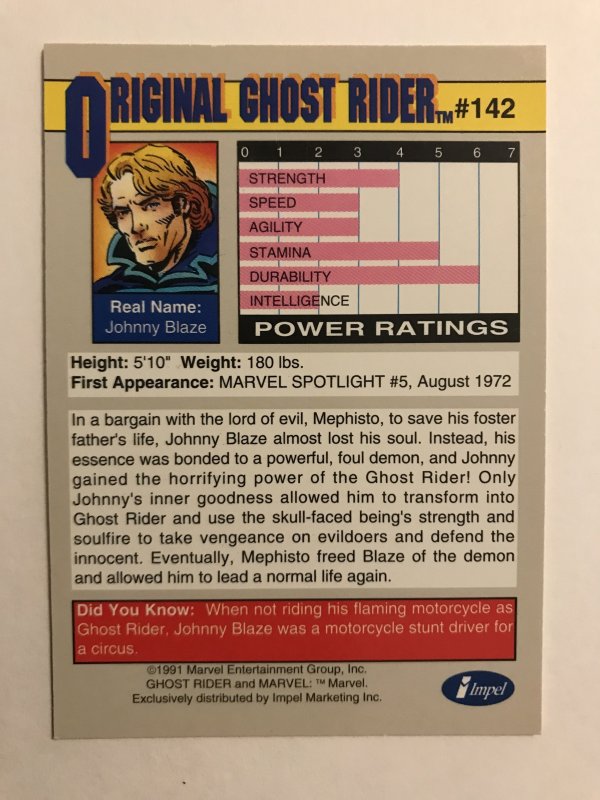 ORIGINAL GHOST RIDER™ #142
0 1 2 3 4 5 6 7
STRENGTH
SPEED
AGILITY
STAMINA
DURABILITY
INTELLIGENCE
POWER RATINGS
Real Name:
Johnny Blaze
Height: 5'10" Weight: 180 lbs.
First Appearance: MARVEL SPOTLIGHT #5, August 1972
In a bargain with the lord of evil, Mephisto, to save his foster
father's life, Johnny Blaze almost lost his soul. Instead, his
essence was bonded to a powerful, foul demon, and Johnny
gained the horrifying power of the Ghost Rider! Only
Johnny's inner goodness allowed him to transform into
Ghost Rider and use the skull-faced being's strength and
soulfire to take vengeance on evildoers and defend the
innocent. Eventually, Mephisto freed Blaze of the demon
and allowed him to lead a normal life again.
Did You Know: When not riding his flaming motorcycle as
Ghost Rider, Johnny Blaze was a motorcycle stunt driver for
a circus.
©1991 Marvel Entertainment Group, Inc.
GHOST RIDER and MARVEL: ™ Marvel.
Exclusively distributed by Impel Marketing Inc.
Impel